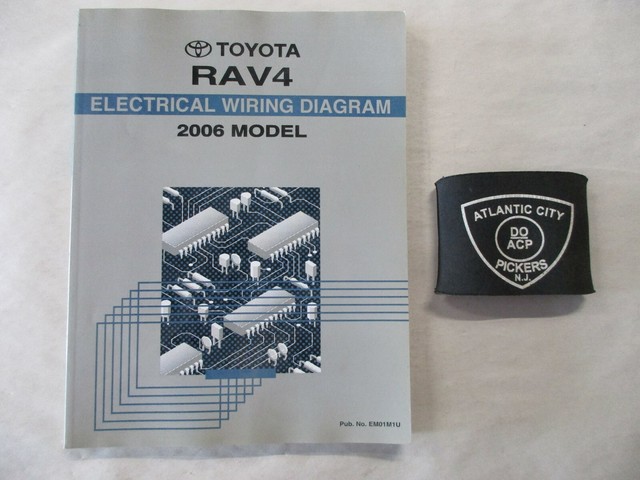 TOYOTA
RAV4
ELECTRICAL WIRING DIAGRAM
2006 MODEL
Pub. No. EM01M1U
ATLANTIC CITY
DO
ACP
PICKERS
N.J.